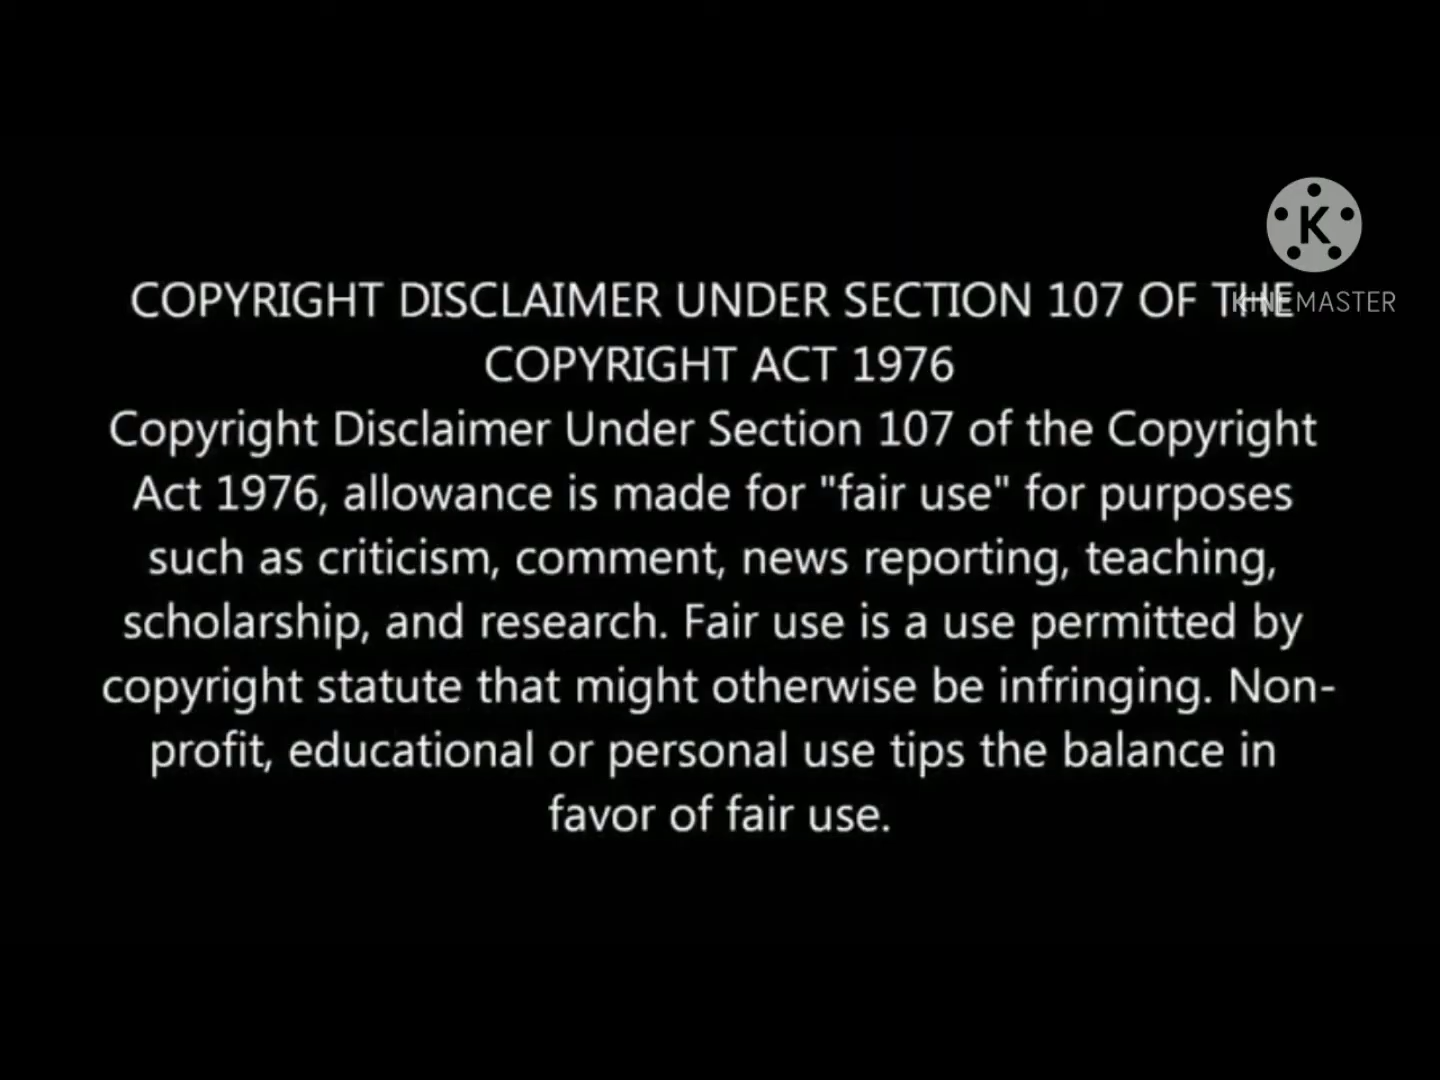 K
KINEMASTER
COPYRIGHT DISCLAIMER UNDER SECTION 107 OF THE
COPYRIGHT ACT 1976
Copyright Disclaimer Under Section 107 of the Copyright
Act 1976, allowance is made for "fair use" for purposes
such as criticism, comment, news reporting, teaching,
scholarship, and research. Fair use is a use permitted by
copyright statute that might otherwise be infringing. Non-
profit, educational or personal use tips the balance in
favor of fair use.